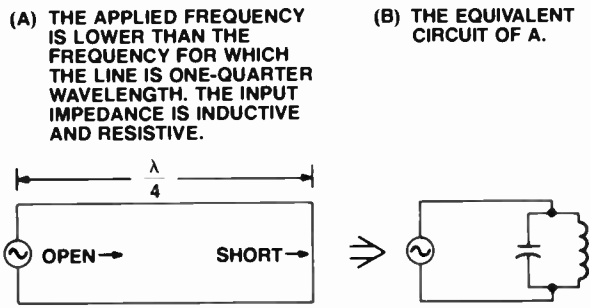 (A) THE APPLIED FREQUENCY
IS LOWER THAN THE
FREQUENCY FOR WHICH
THE LINE IS ONE-QUARTER
WAVELENGTH. THE INPUT
IMPEDANCE IS INDUCTIVE
AND RESISTIVE.
(B) THE EQUIVALENT
CIRCUIT OF A.
λ
4
OPEN
SHORT